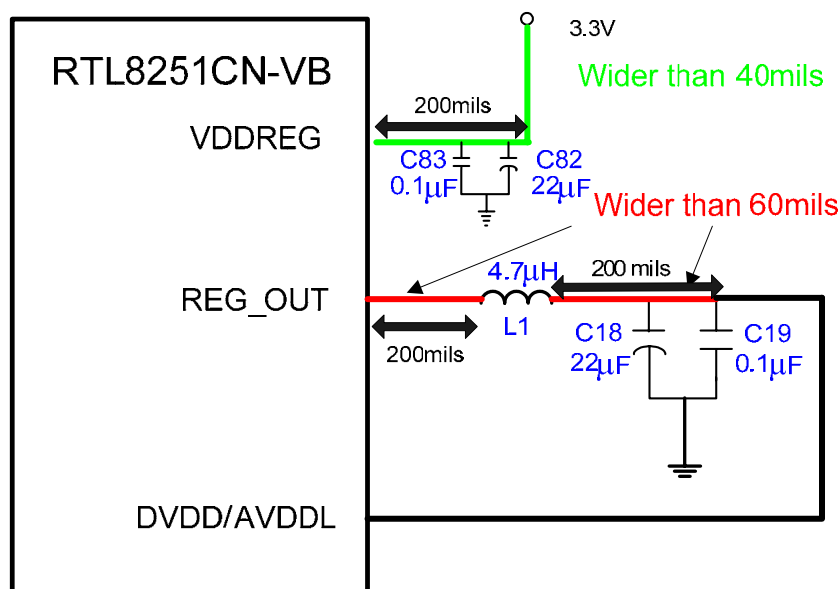 3.3V
RTL8251CN-VB
Wider than 40mils
200mils
VDDREG
C83
0.1µF
C82
22µF
Wider than 60mils
4.7µH
200 mils
REG_OUT
L1
200mils
C18
22µF
C19
0.1µF
DVDD/AVDDL